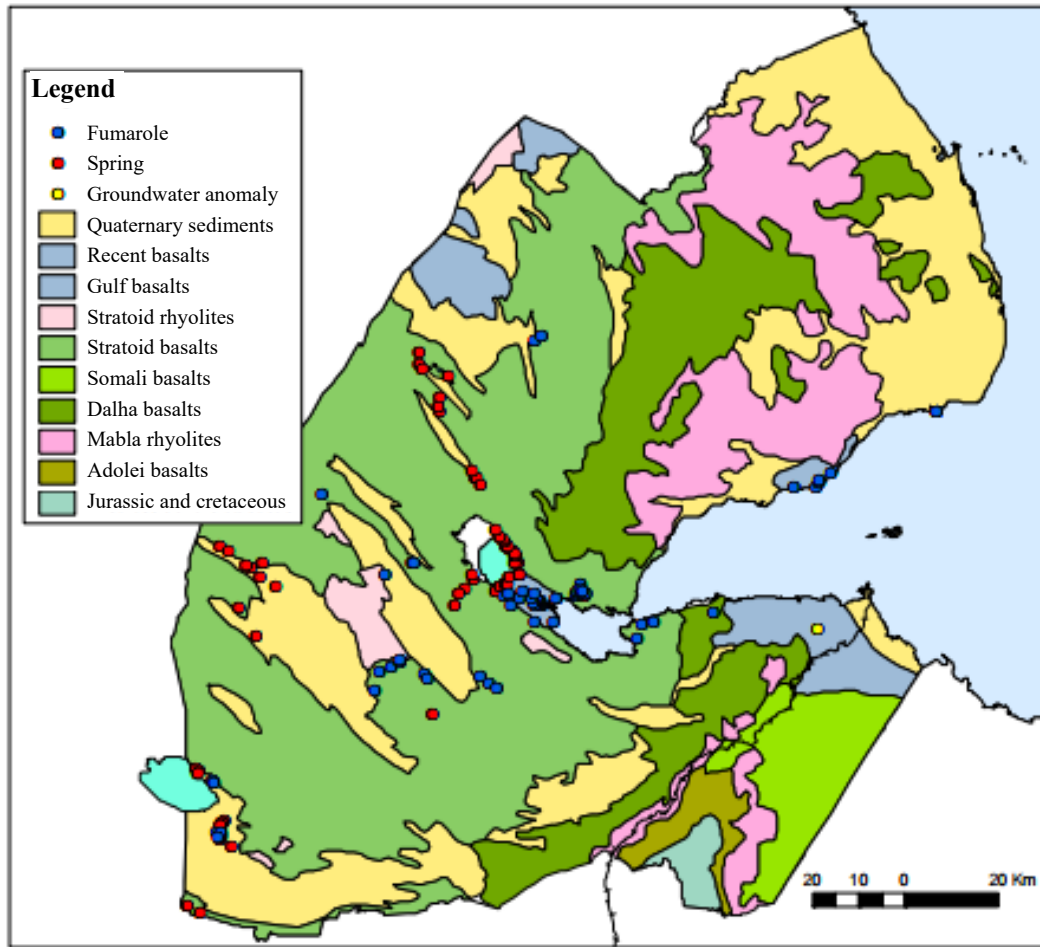 Legend
Fumarole
Spring
Groundwater anomaly
Quaternary sediments
Recent basalts
Gulf basalts
Stratoid rhyolites
Stratoid basalts
Somali basalts
Dalha basalts
Mabla rhyolites
Adolei basalts
Jurassic and cretaceous
20 10 0 20 Km